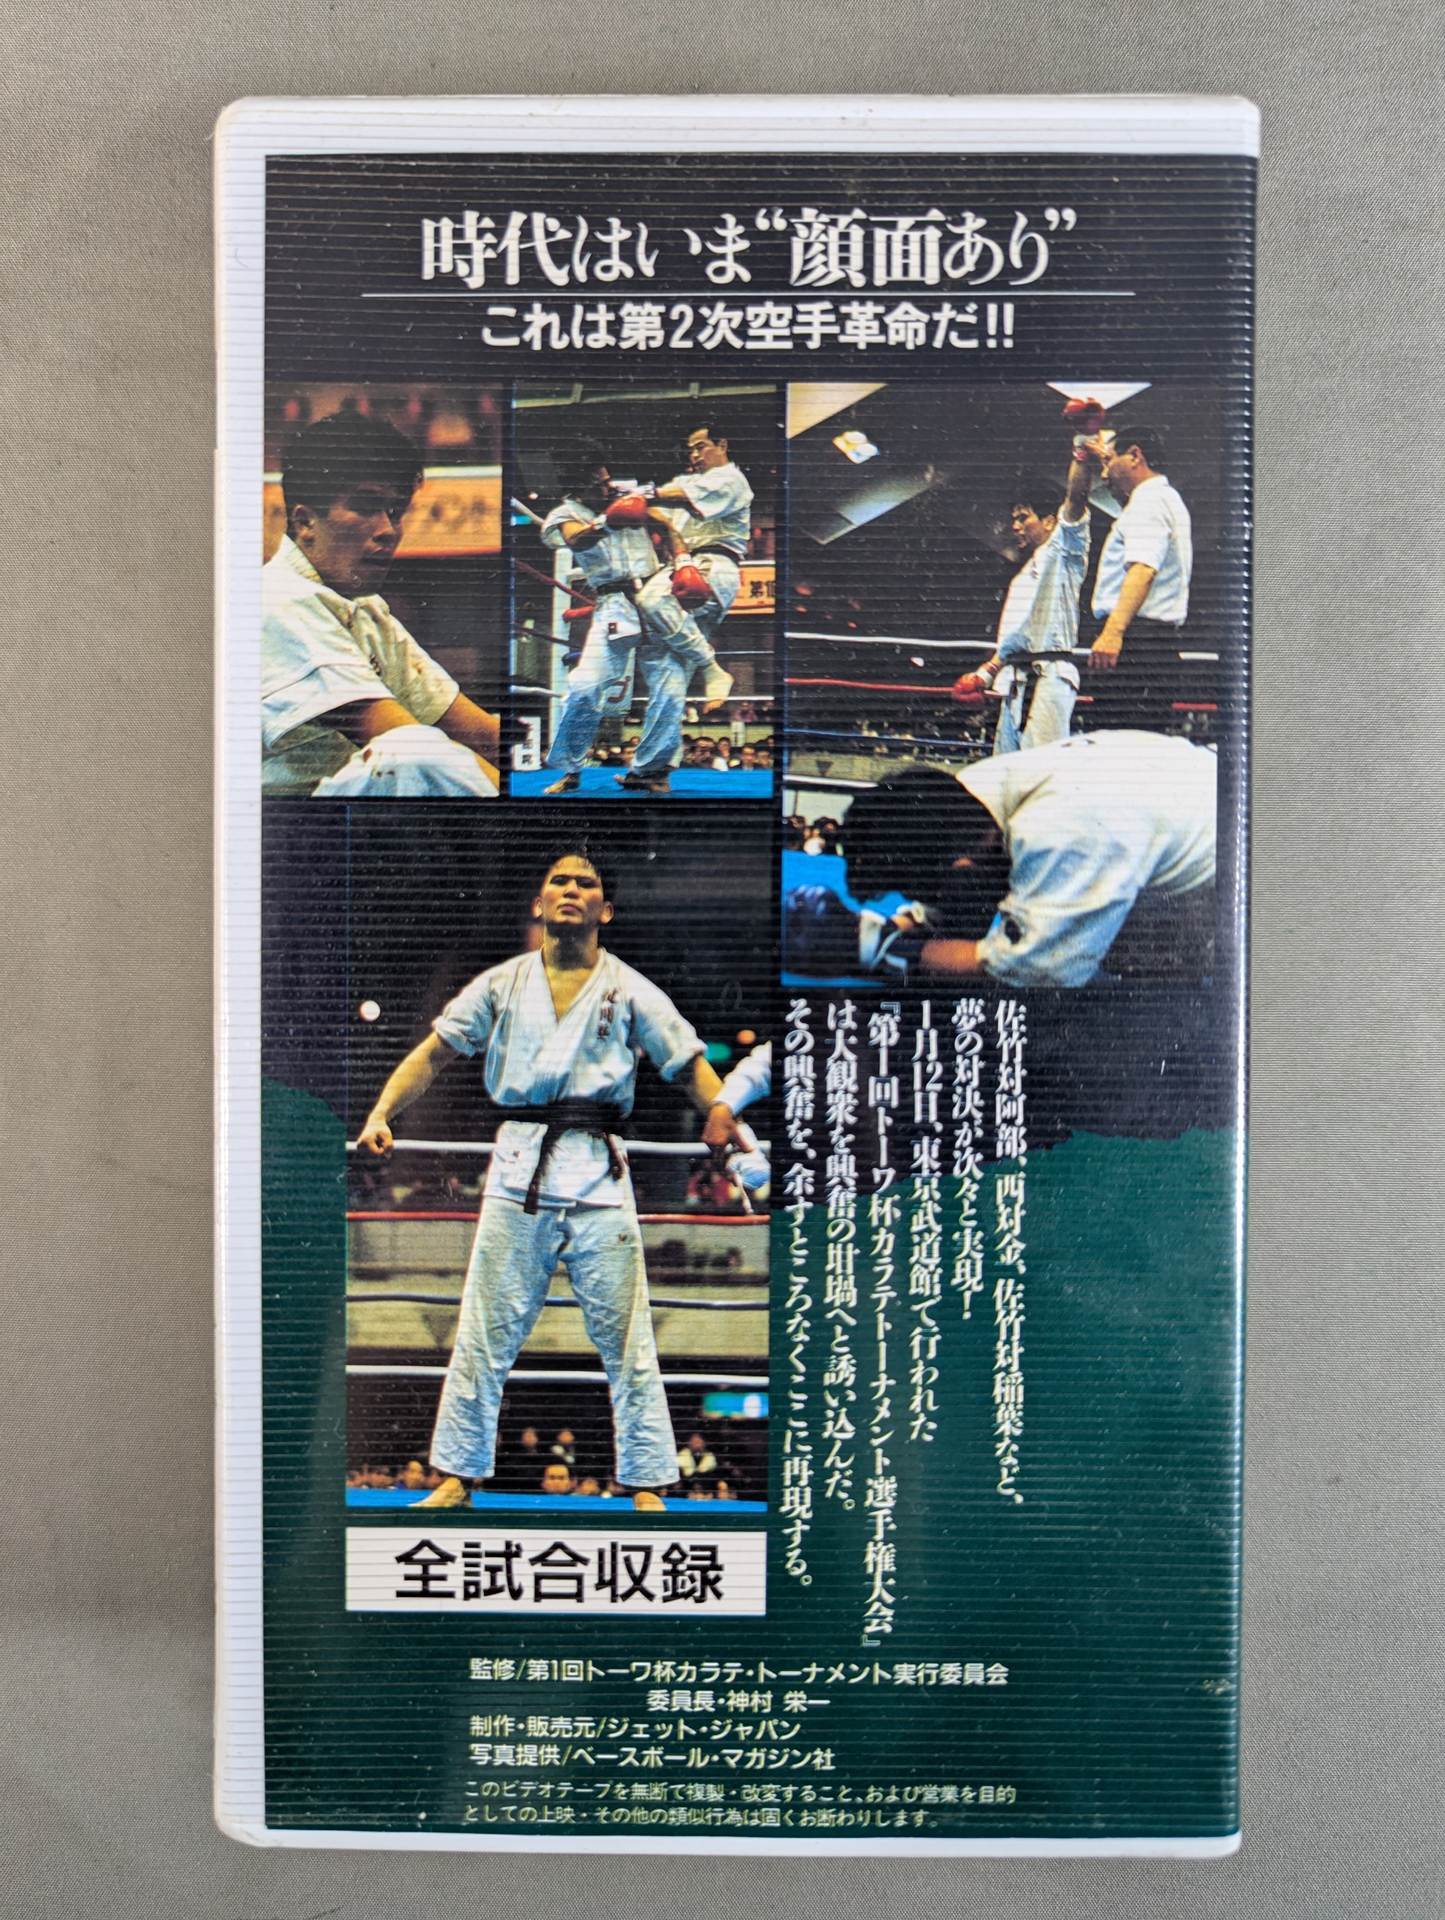 時代はいま“顔面あり”
これは第2次空手革命だ!!
第1
佐竹対阿部、西対金、佐竹対稲葉など、
夢の対決が次々と実現！
1月12日、東京武道館で行われた
『第1回トーワ杯カラテトーナメント選手権大会』
は大観衆を興奮の坩堝へと誘い込んだ。
その興奮を、余すところなくここに再現する。
全試合収録
監修/第1回トーワ杯カラテ・トーナメント実行委員会
委員長・神村 栄一
制作・販売元/ジェット・ジャパン
写真提供/ベースボール・マガジン社
このビデオテープを無断で複製・改変すること、および営業を目的
としての上映・その他の類似行為は固くお断わりします。